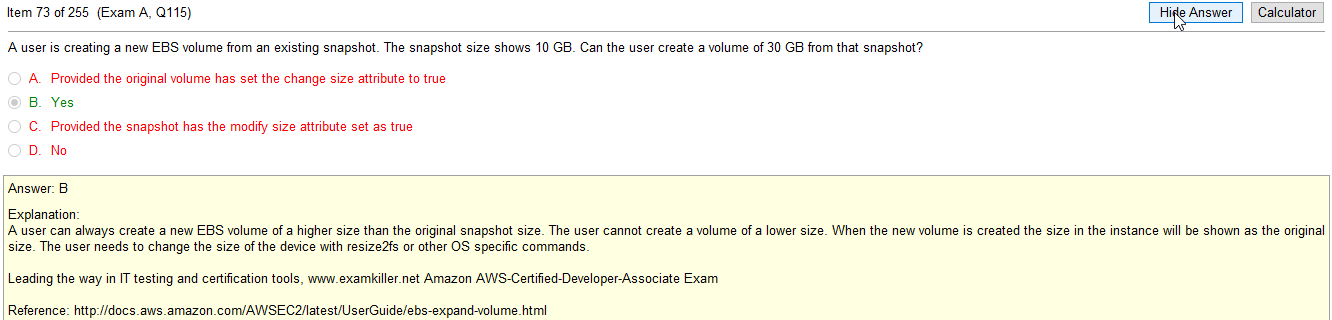 Item 73 of 255 (Exam A, Q115)
Hide Answer
Calculator
A user is creating a new EBS volume from an existing snapshot. The snapshot size shows 10 GB. Can the user create a volume of 30 GB from that snapshot?
A. Provided the original volume has set the change size attribute to true
B. Yes
C. Provided the snapshot has the modify size attribute set as true
D. No
Answer: B
Explanation:
A user can always create a new EBS volume of a higher size than the original snapshot size. The user cannot create a volume of a lower size. When the new volume is created the size in the instance will be shown as the original
size. The user needs to change the size of the device with resize2fs or other OS specific commands.
Leading the way in IT testing and certification tools, www.examkiller.net Amazon AWS-Certified-Developer-Associate Exam
Reference: http://docs.aws.amazon.com/AWSEC2/latest/UserGuide/ebs-expand-volume.html